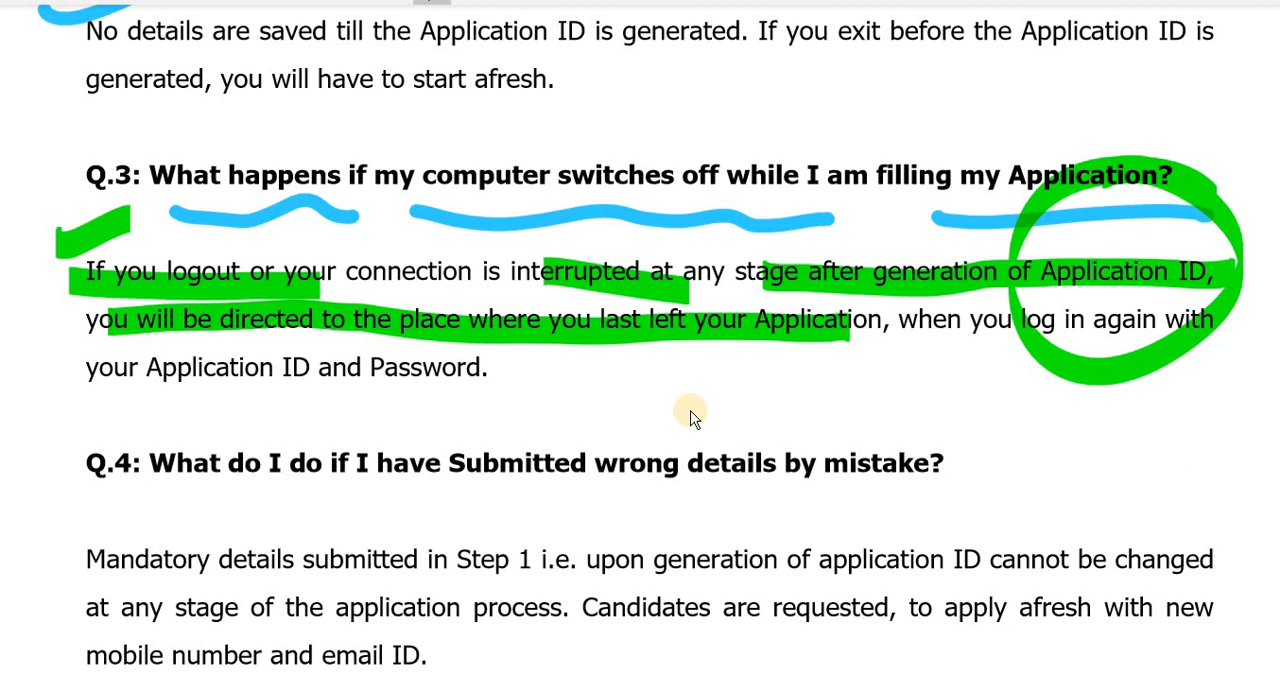 No details are saved till the Application ID is generated. If you exit before the Application ID is
generated, you will have to start afresh.
Q.3: What happens if my computer switches off while I am filling my Application?
If you logout or your connection is interrupted at any stage after generation of Application ID,
you will be directed to the place where you last left your Application, when you log in again with
your Application ID and Password.
Q.4: What do I do if I have Submitted wrong details by mistake?
Mandatory details submitted in Step 1 i.e. upon generation of application ID cannot be changed
at any stage of the application process. Candidates are requested, to apply afresh with new
mobile number and email ID.